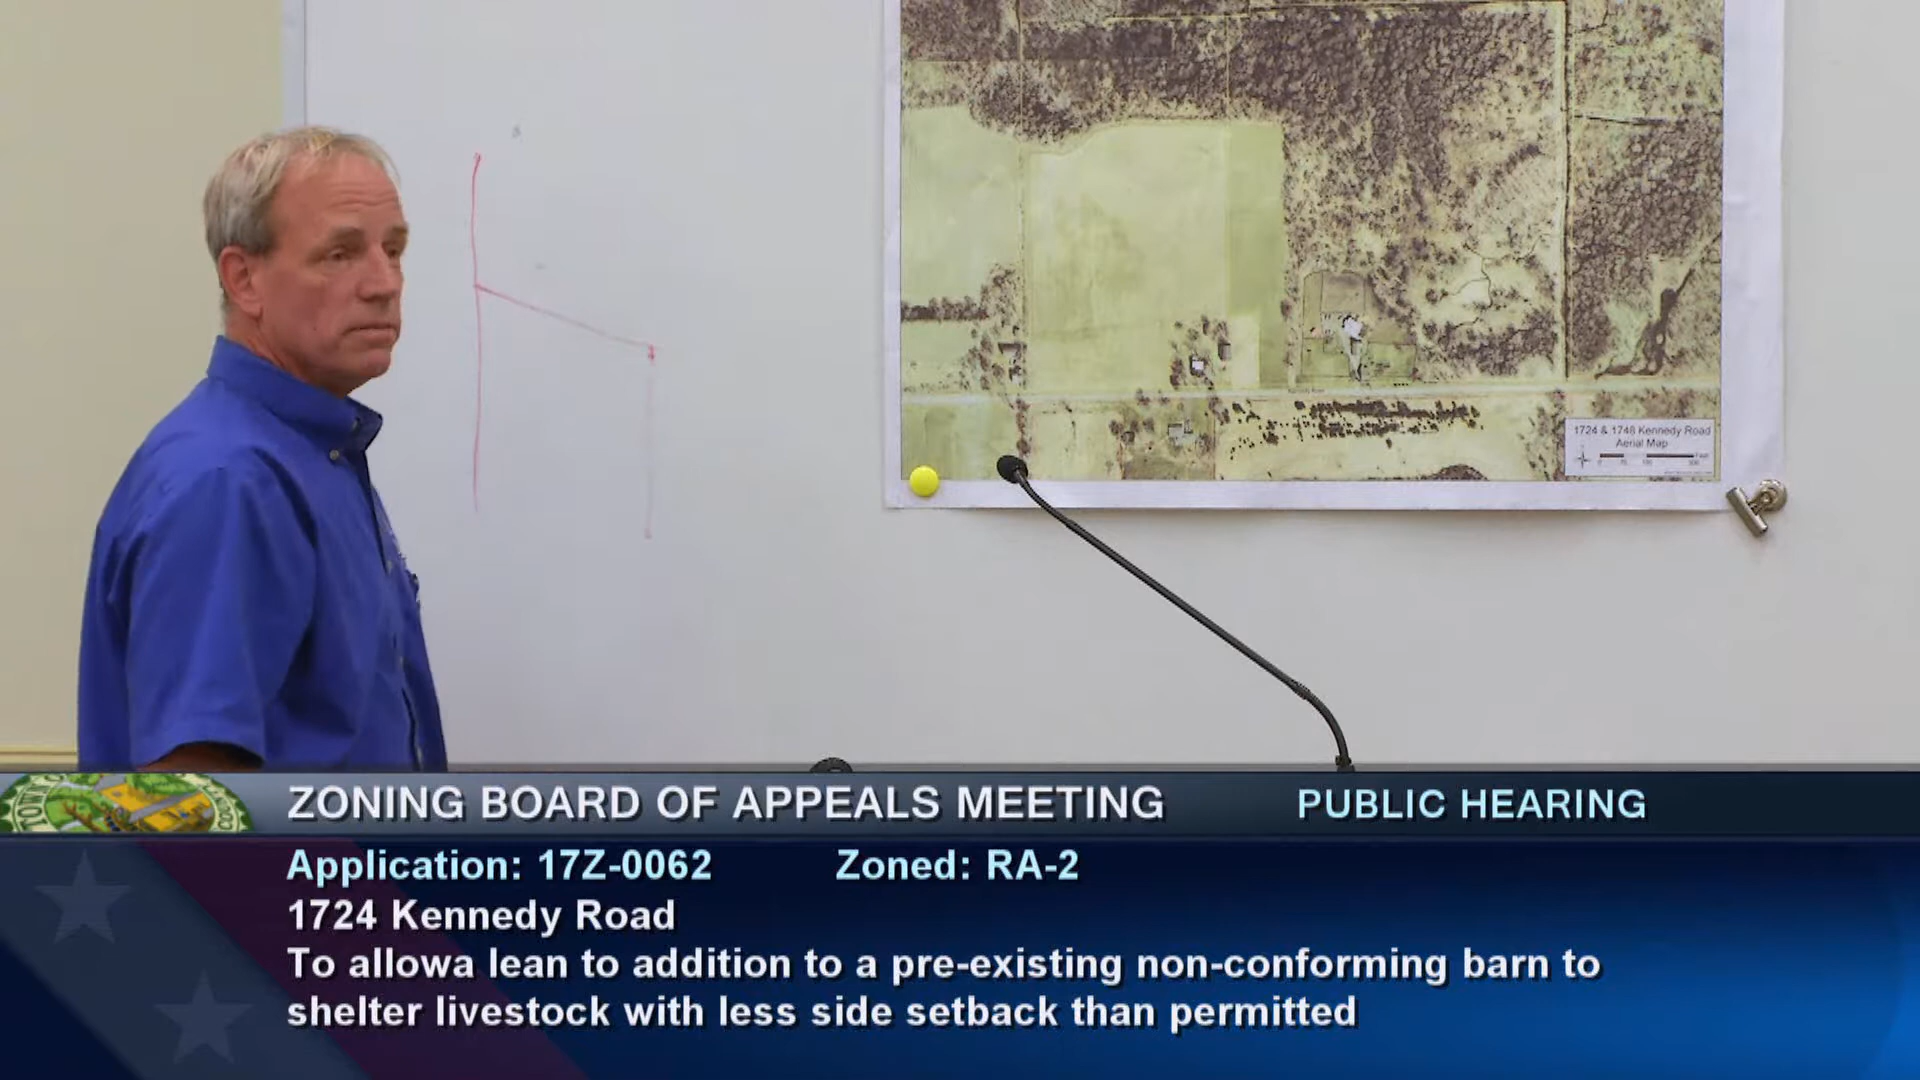 1724 & 1748 Kennedy Road
Aerial Map
TOWN O
ZONING BOARD OF APPEALS MEETING
PUBLIC HEARING
Application: 17Z-0062
Zoned: RA-2
1724 Kennedy Road
To allowa lean to addition to a pre-existing non-conforming barn to
shelter livestock with less side setback than permitted